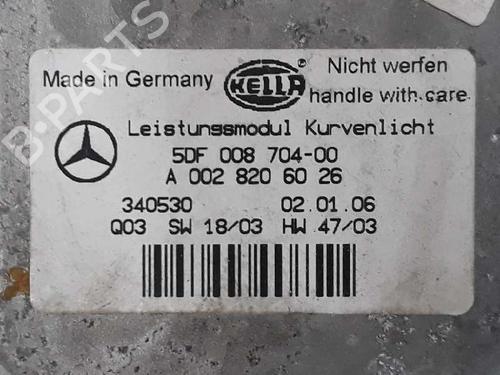 Made in Germany
HELLA
®
Nicht werfen
handle with care
Leistungsmodul Kurvenlicht
5DF 008 704-00
A 002 820 60 26
340530 02.01.06
Q03 SW 18/03 HW 47/03
B-PARTS